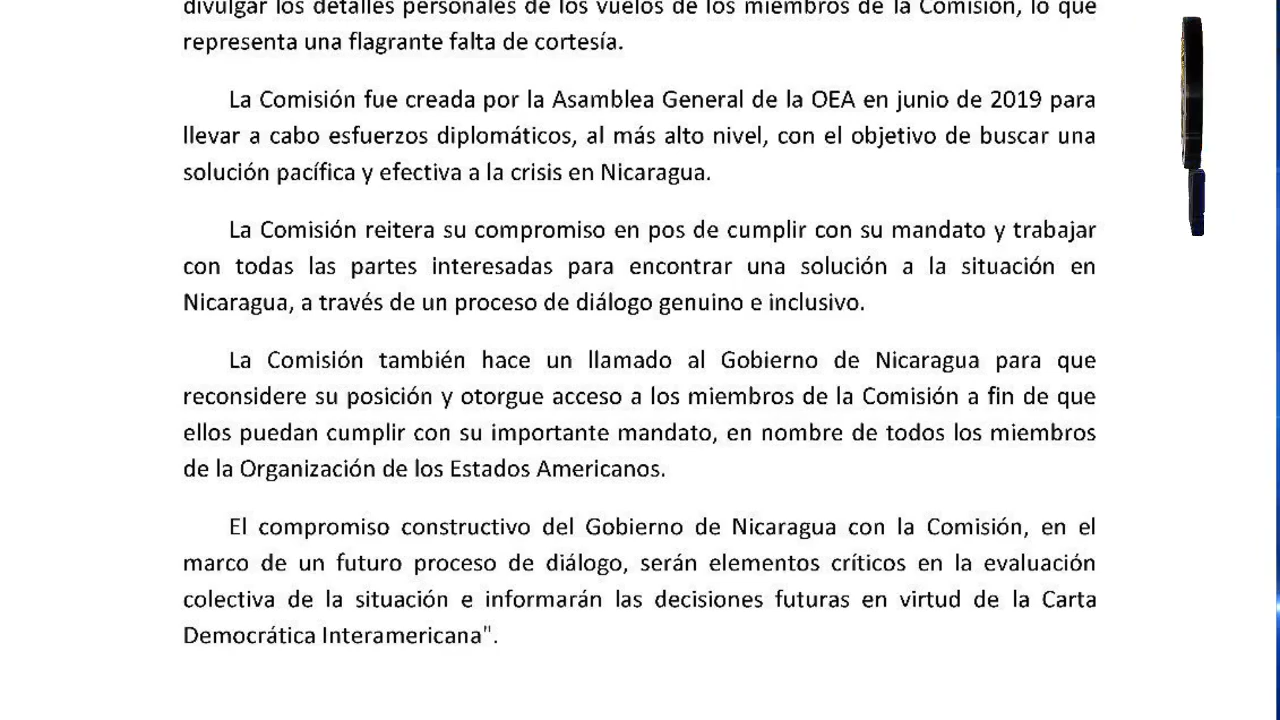 divulgar los detalles personales de los vuelos de los miembros de la Comisión, lo que
representa una flagrante falta de cortesía.
La Comisión fue creada por la Asamblea General de la OEA en junio de 2019 para
llevar a cabo esfuerzos diplomáticos, al más alto nivel, con el objetivo de buscar una
solución pacífica y efectiva a la crisis en Nicaragua.
La Comisión reitera su compromiso en pos de cumplir con su mandato y trabajar
con todas las partes interesadas para encontrar una solución a la situación en
Nicaragua, a través de un proceso de diálogo genuino e inclusivo.
La Comisión también hace un llamado al Gobierno de Nicaragua para que
reconsidere su posición y otorgue acceso a los miembros de la Comisión a fin de que
ellos puedan cumplir con su importante mandato, en nombre de todos los miembros
de la Organización de los Estados Americanos.
El compromiso constructivo del Gobierno de Nicaragua con la Comisión, en el
marco de un futuro proceso de diálogo, serán elementos críticos en la evaluación
colectiva de la situación e informarán las decisiones futuras en virtud de la Carta
Democrática Interamericana".